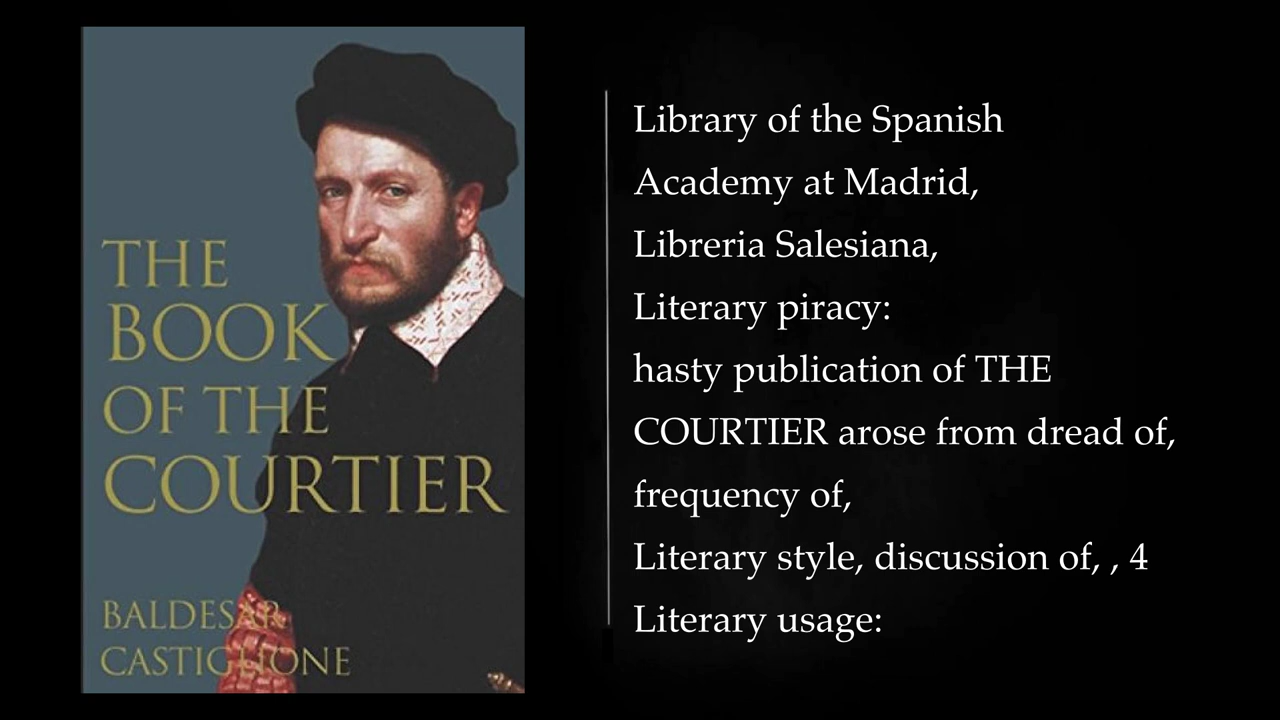 THE
BOOK
OF THE
COURTIER
BALDESAR
CASTIGLIONE
Library of the Spanish
Academy at Madrid,
Libreria Salesiana,
Literary piracy:
hasty publication of THE
COURTIER arose from dread of,
frequency of,
Literary style, discussion of, , 4
Literary usage: